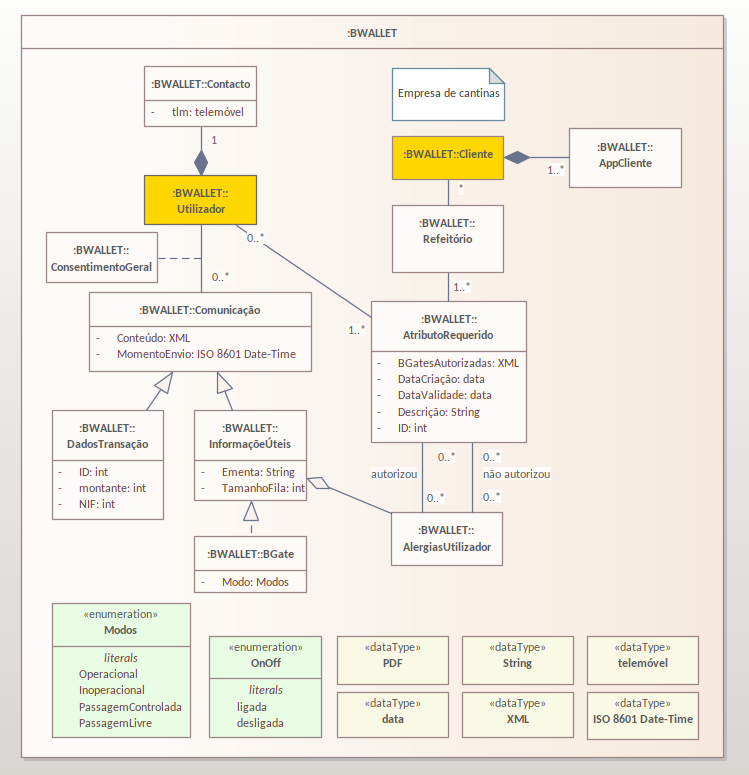 :BWALLET
:BWALLET::Contacto
- tlm: telemóvel
1
Empresa de cantinas
:BWALLET::Cliente
:BWALLET::
AppCliente
1..*
*
:BWALLET::
Utilizador
0..*
:BWALLET::
Refeitório
:BWALLET::
ConsentimentoGeral
0..*
1..*
:BWALLET::Comunicação
- Conteúdo: XML
- MomentoEnvio: ISO 8601 Date-Time
1..*
:BWALLET::
AtributoRequerido
- BGatesAutorizadas: XML
- DataCriação: data
- DataValidade: data
- Descrição: String
- ID: int
:BWALLET::
DadosTransação
- ID: int
- montante: int
- NIF: int
:BWALLET::
InformaçõeÚteis
- Ementa: String
- TamanhoFila: int
0..*
0..*
autorizou
não autorizou
0..*
0..*
:BWALLET::
AlergiasUtilizador
:BWALLET::BGate
- Modo: Modos
«enumeration»
Modos
literals
Operacional
Inoperacional
PassagemControlada
PassagemLivre
«enumeration»
OnOff
literals
ligada
desligada
«dataType»
PDF
«dataType»
String
«dataType»
telemóvel
«dataType»
data
«dataType»
XML
«dataType»
ISO 8601 Date-Time